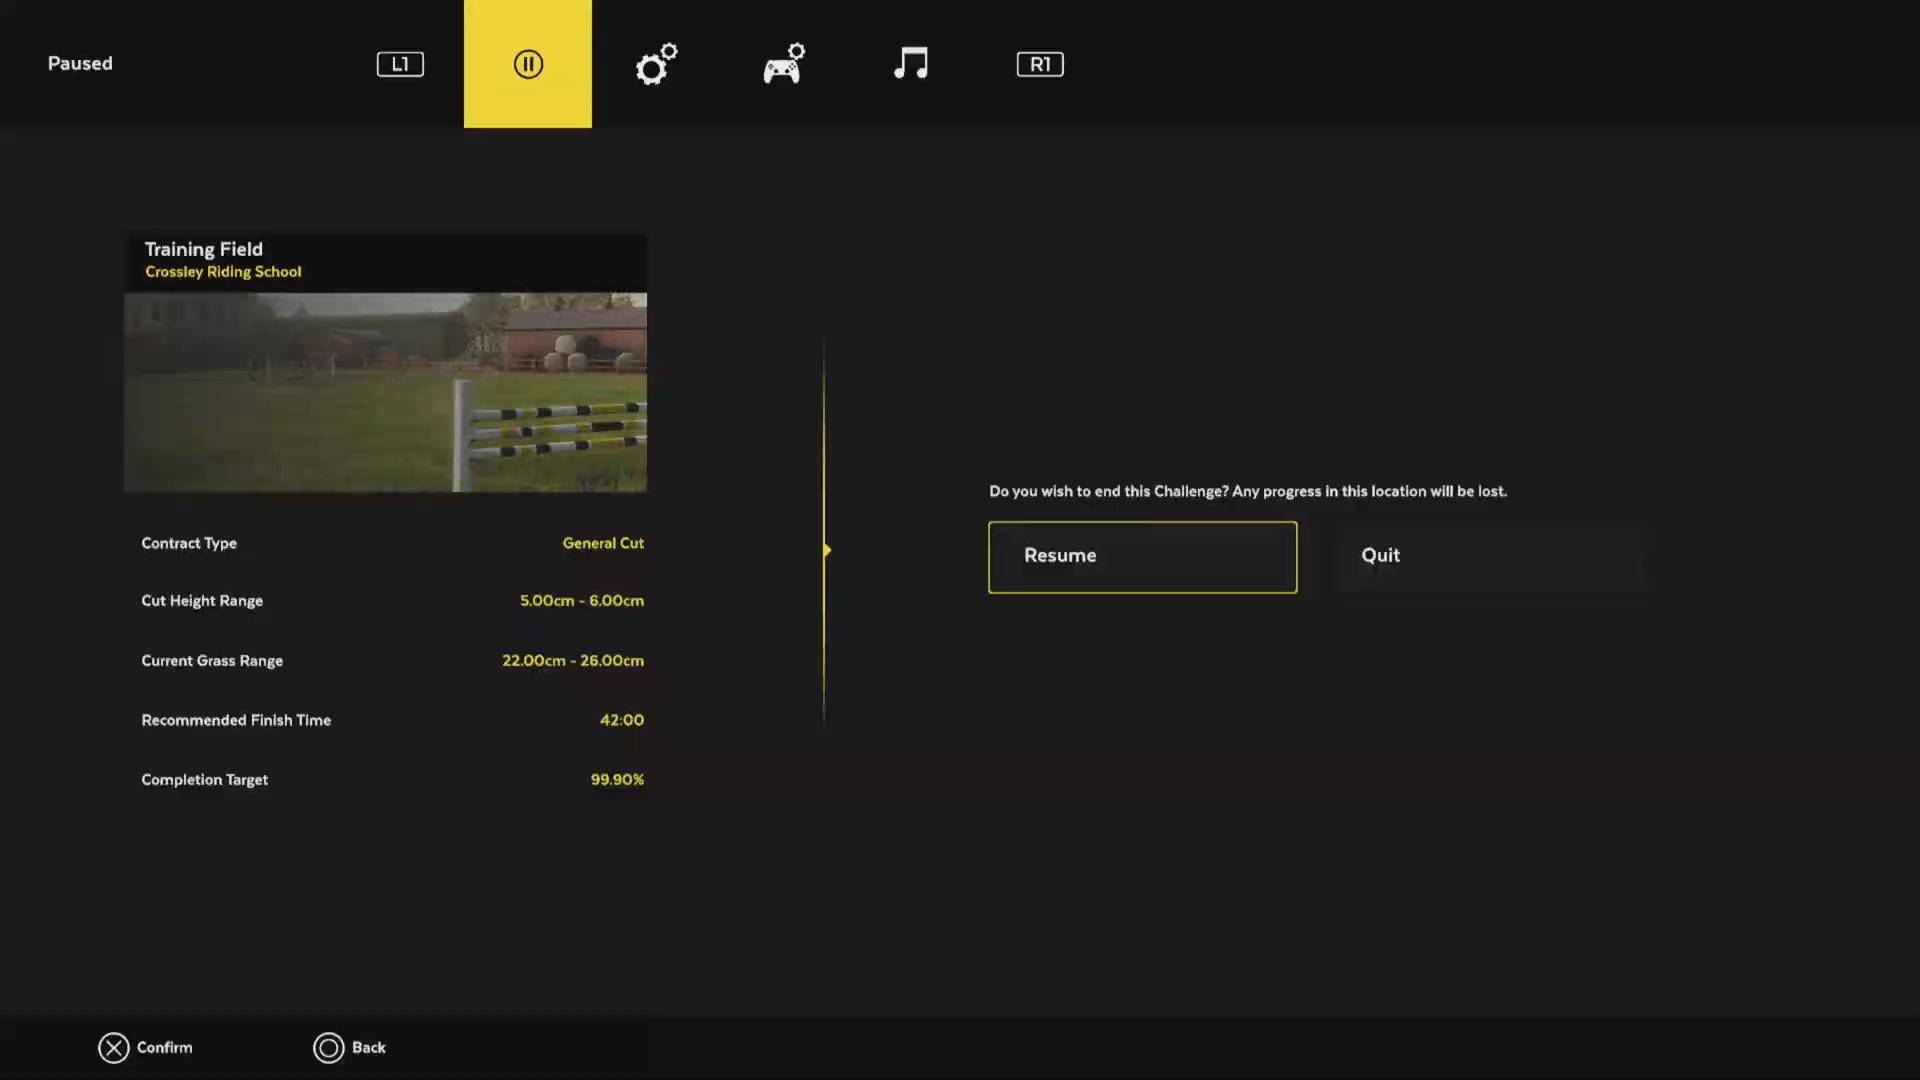 Paused
L1
R1
Training Field
Crossley Riding School
Contract Type
General Cut
Cut Height Range
5.00cm - 6.00cm
Current Grass Range
22.00cm - 26.00cm
Recommended Finish Time
42:00
Completion Target
99.90%
Do you wish to end this Challenge? Any progress in this location will be lost.
Resume
Quit
Confirm
Back